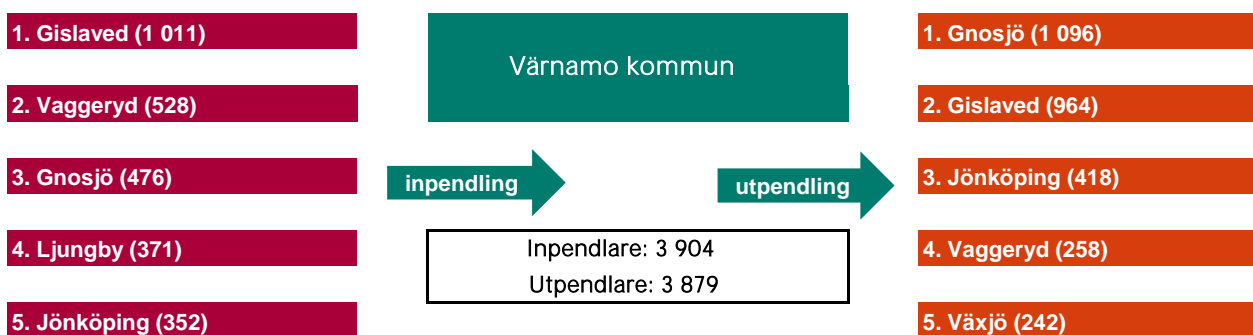 1. Gislaved (1 011)
2. Vaggeryd (528)
3. Gnosjö (476)
4. Ljungby (371)
5. Jönköping (352)
Värnamo kommun
inpendling
utpendling
Inpendlare: 3 904
Utpendlare: 3 879
1. Gnosjö (1 096)
2. Gislaved (964)
3. Jönköping (418)
4. Vaggeryd (258)
5. Växjö (242)